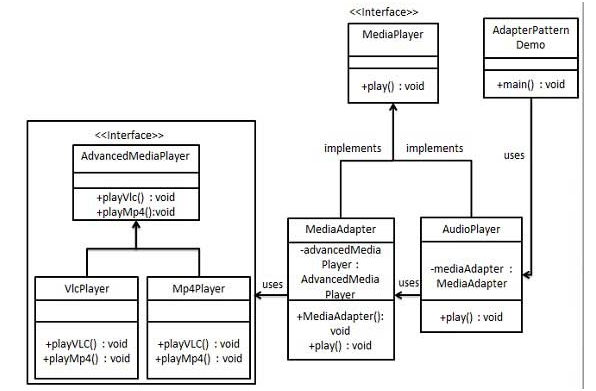 <<Interface>>
MediaPlayer
+play() : void
AdapterPattern
Demo
+main() : void
implements
implements
uses
<<Interface>>
AdvancedMediaPlayer
+playVlc() : void
+playMp4():void
VlcPlayer
+playVLC() : void
+playMp4() : void
Mp4Player
+playVLC() : void
+playMp4() : void
uses
MediaAdapter
-advancedMedia
Player :
AdvancedMedia
Player
+MediaAdapter():
void
+play() : void
uses
AudioPlayer
-mediaAdapter :
MediaAdapter
+play() : void